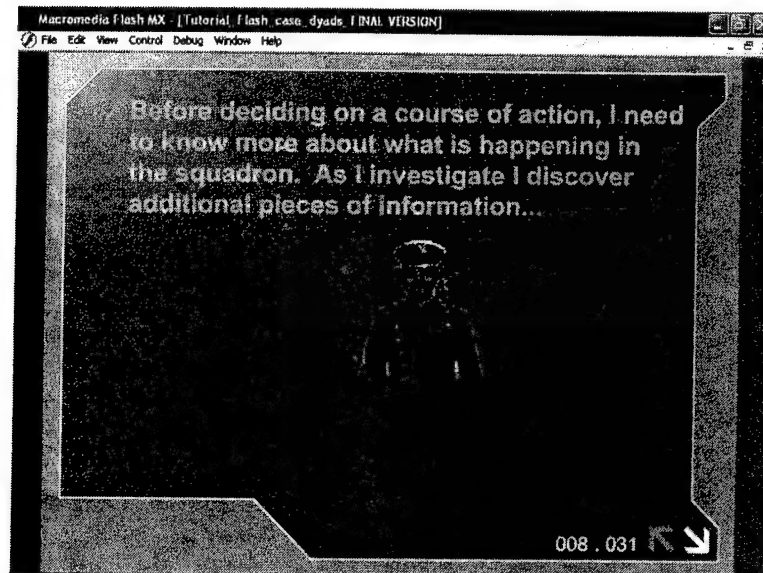 Macromedia Flash MX - [Tutorial_Flash_case_dyads_FINAL VERSION]
File Edit View Control Debug Window Help
Before deciding on a course of action, I need
to know more about what is happening in
the squadron. As I investigate I discover
additional pieces of information...
008 . 031